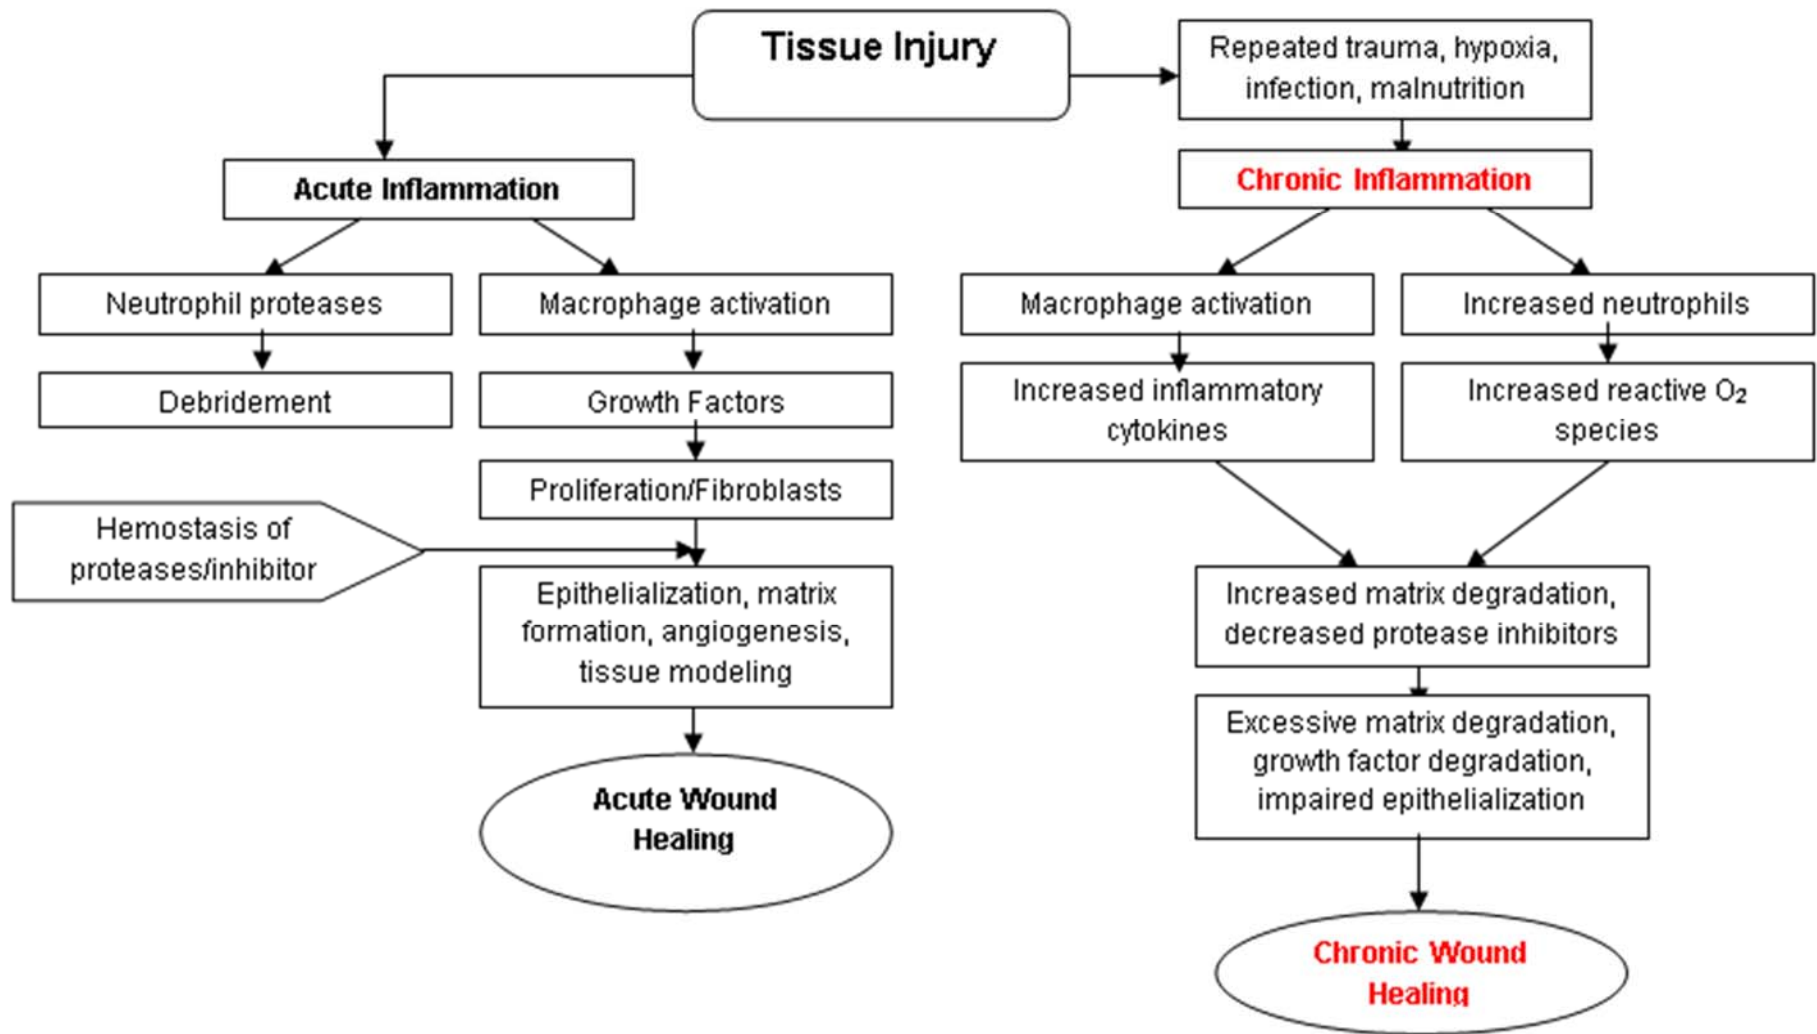 Tissue Injury
Repeated trauma, hypoxia,
infection, malnutrition
Acute Inflammation
Chronic Inflammation
Neutrophil proteases
Macrophage activation
Macrophage activation
Increased neutrophils
Debridement
Growth Factors
Increased inflammatory
cytokines
Increased reactive O₂
species
Proliferation/Fibroblasts
Hemostasis of
proteases/inhibitor
Epithelialization, matrix
formation, angiogenesis,
tissue modeling
Increased matrix degradation,
decreased protease inhibitors
Excessive matrix degradation,
growth factor degradation,
impaired epithelialization
Acute Wound
Healing
Chronic Wound
Healing